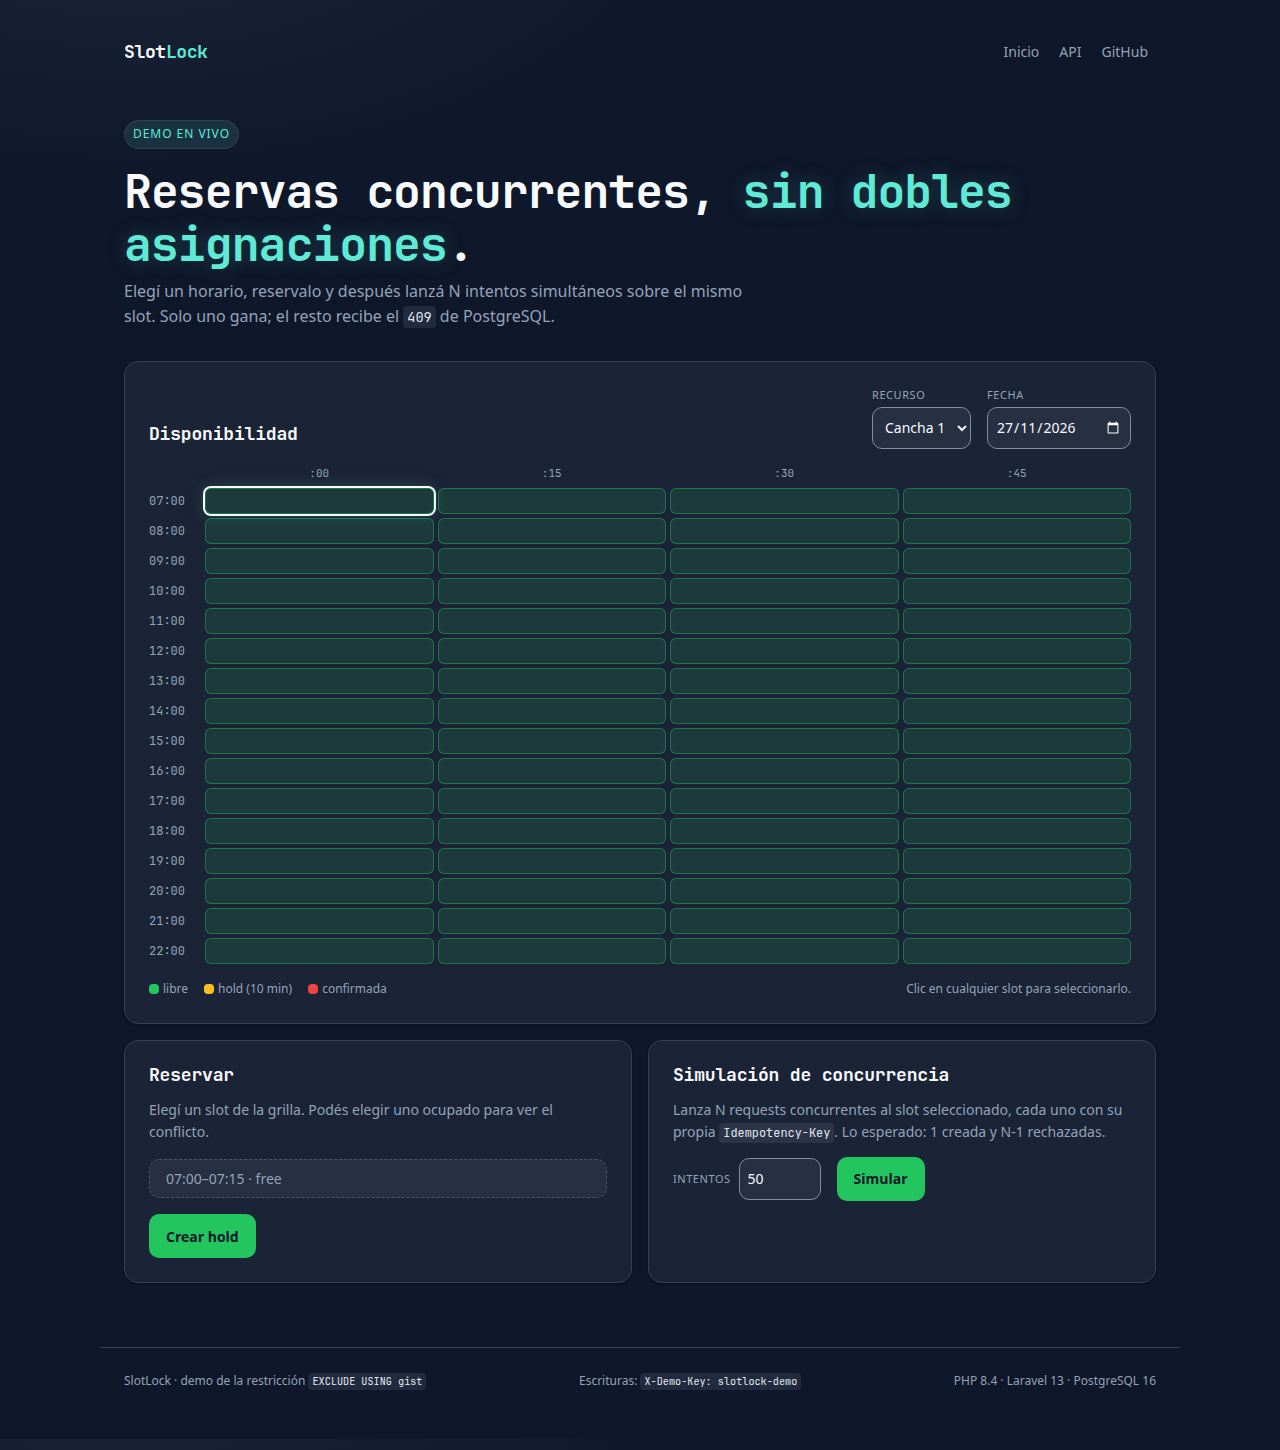 SlotLock
Inicio API GitHub
DEMO EN VIVO
Reservas concurrentes, sin dobles
asignaciones.
Elegí un horario, reservalo y después lanzá N intentos simultáneos sobre el mismo
slot. Solo uno gana; el resto recibe el 409 de PostgreSQL.
RECURSO FECHA
Disponibilidad Cancha 1 27/11/2026
:00 :15 :30 :45
07:00
08:00
09:00
10:00
11:00
12:00
13:00
14:00
15:00
16:00
17:00
18:00
19:00
20:00
21:00
22:00
libre hold (10 min) confirmada Clic en cualquier slot para seleccionarlo.
Reservar
Elegí un slot de la grilla. Podés elegir uno ocupado para ver el
conflicto.
07:00–07:15 · free
Crear hold
Simulación de concurrencia
Lanza N requests concurrentes al slot seleccionado, cada uno con su
propia Idempotency-Key. Lo esperado: 1 creada y N-1 rechazadas.
INTENTOS 50 Simular
SlotLock · demo de la restricción EXCLUDE USING gist Escrituras: X-Demo-Key: slotlock-demo PHP 8.4 · Laravel 13 · PostgreSQL 16